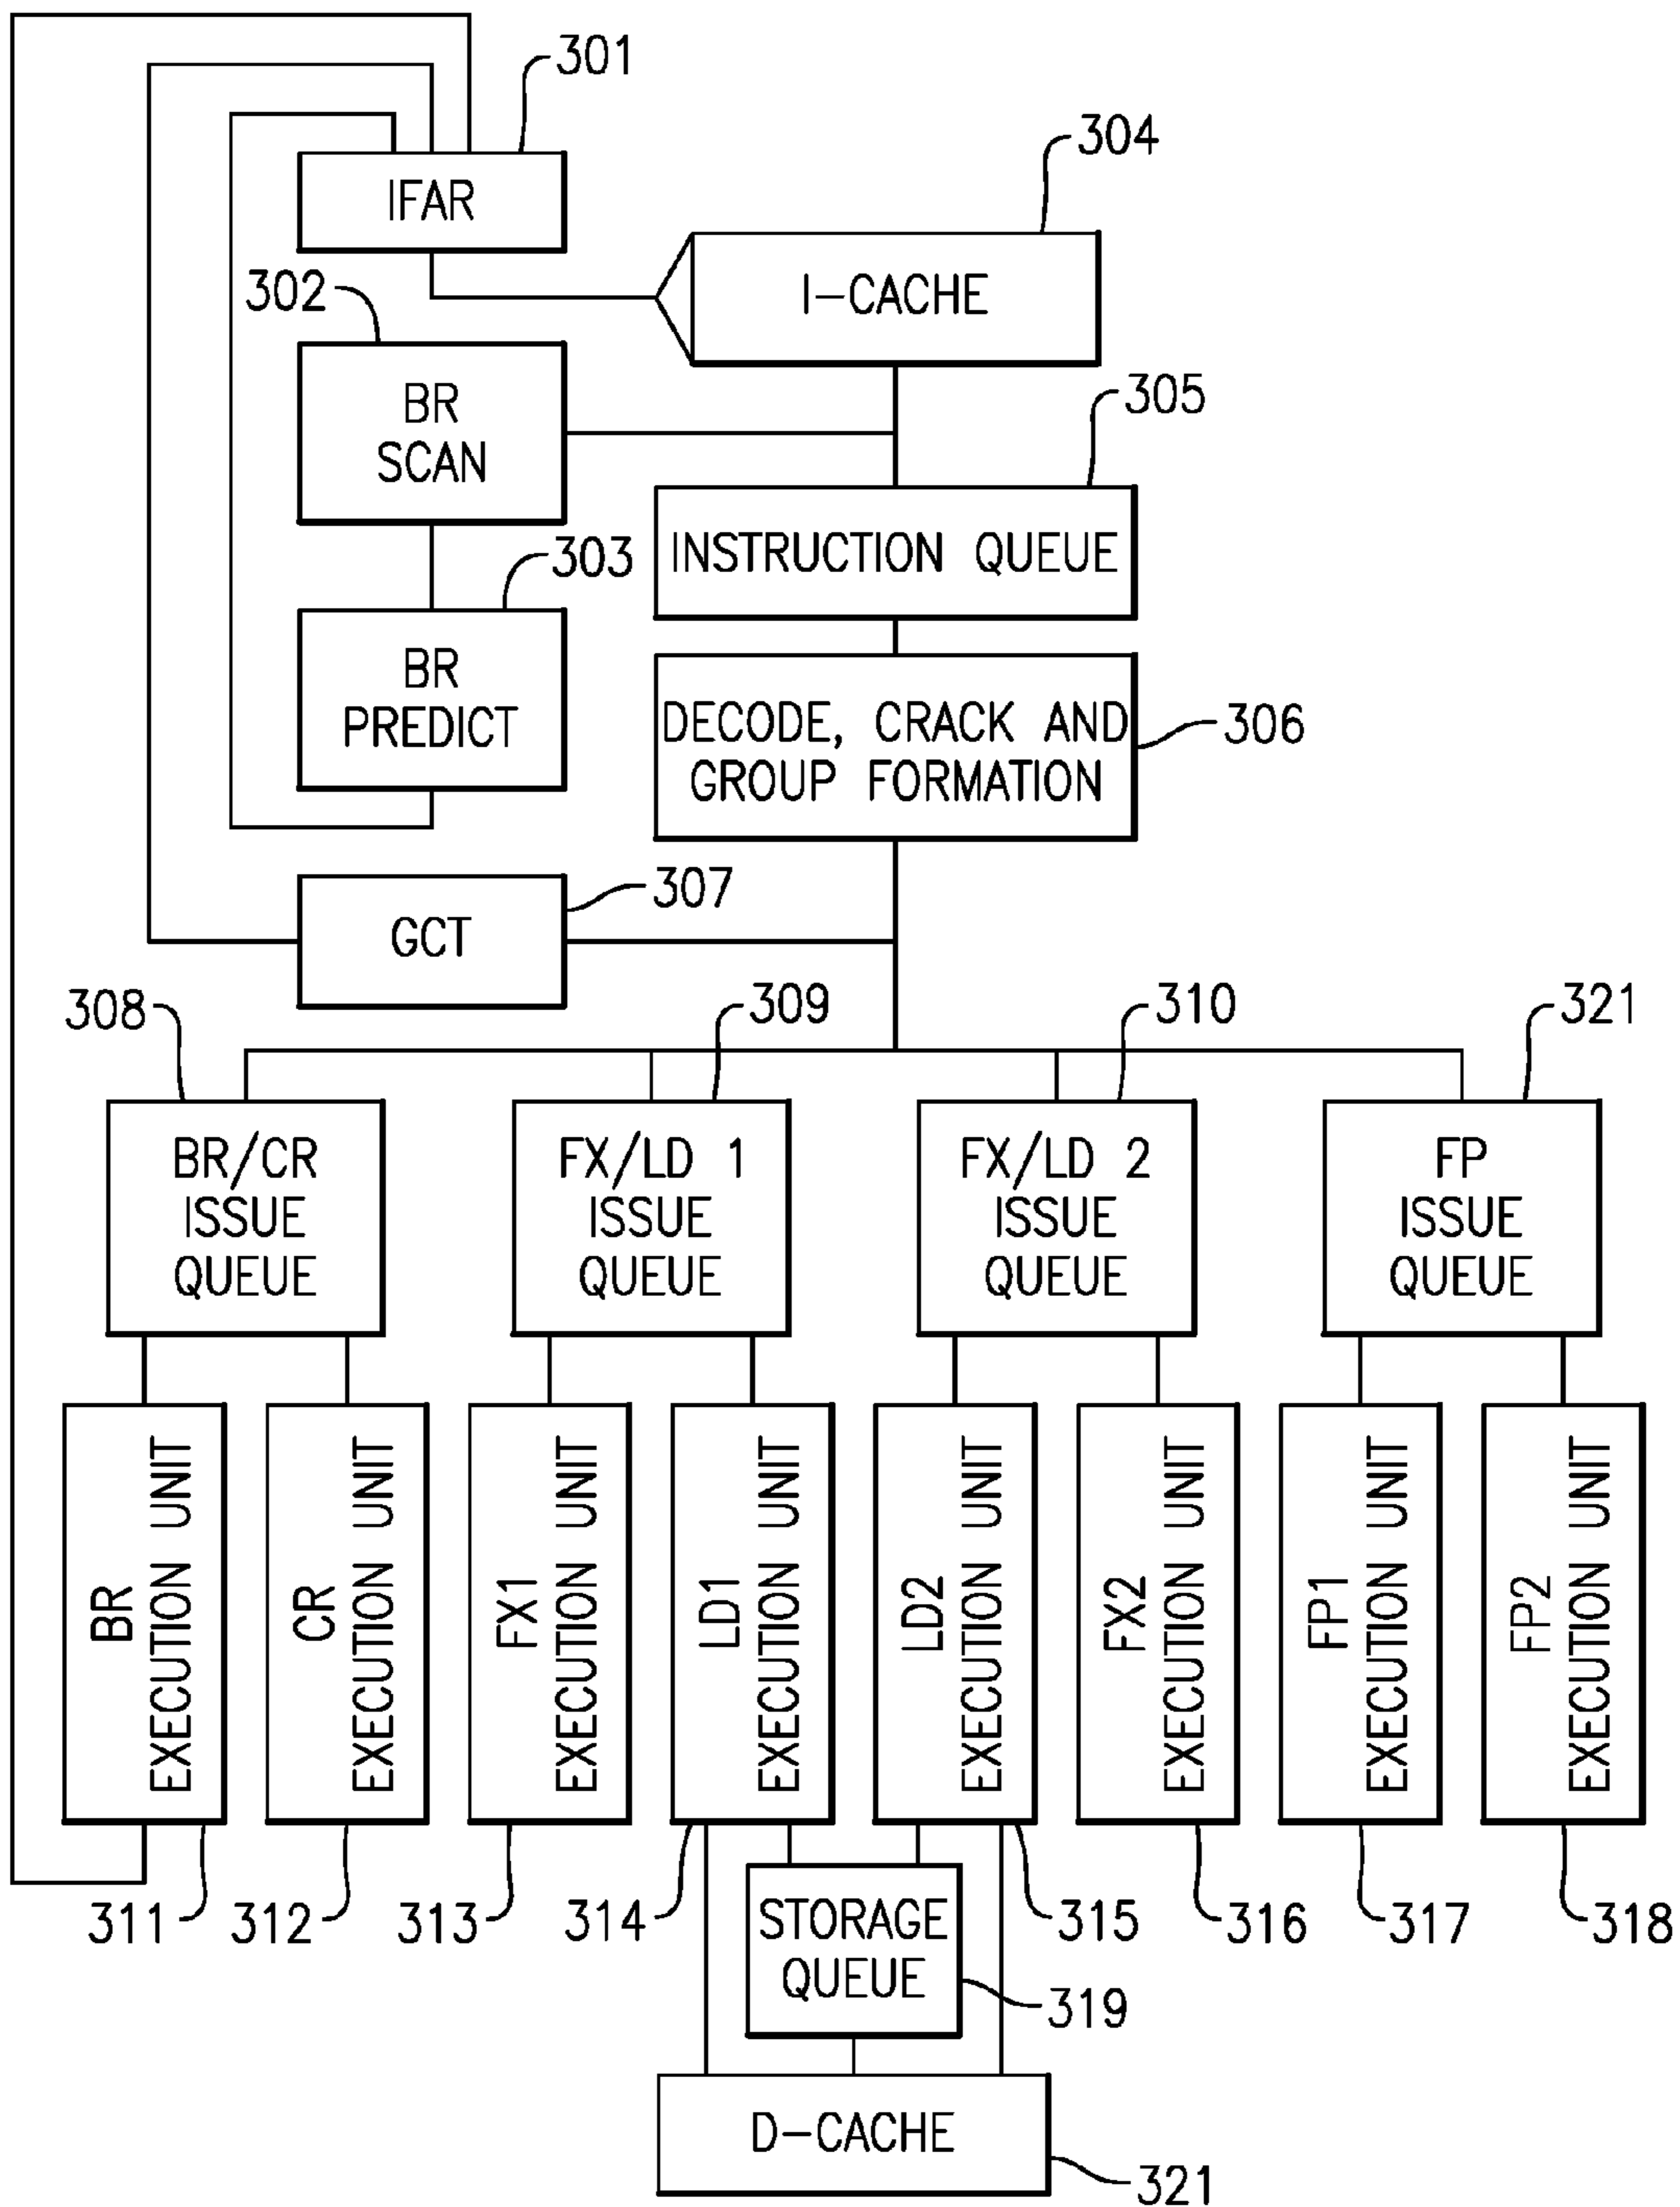 301
IFAR
304
I-CACHE
302
BR
SCAN
305
INSTRUCTION QUEUE
303
BR
PREDICT
DECODE, CRACK AND
GROUP FORMATION
306
307
GCT
308
309
310
321
BR/CR
ISSUE
QUEUE
FX/LD 1
ISSUE
QUEUE
FX/LD 2
ISSUE
QUEUE
FP
ISSUE
QUEUE
BR
EXECUTION UNIT
CR
EXECUTION UNIT
FX1
EXECUTION UNIT
LD1
EXECUTION UNIT
LD2
EXECUTION UNIT
FX2
EXECUTION UNIT
FP1
EXECUTION UNIT
FP2
EXECUTION UNIT
311
312
313
314
315
316
317
318
STORAGE
QUEUE
319
D-CACHE
321